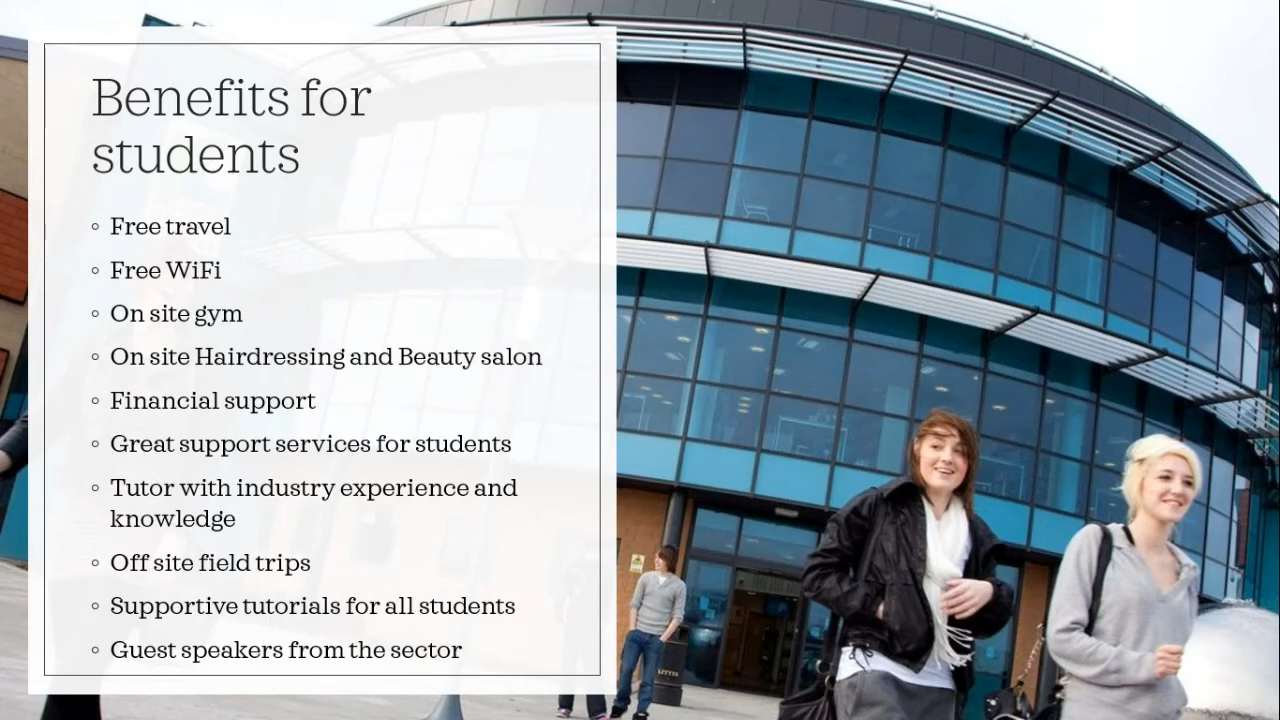 Benefits for
students
Free travel
Free WiFi
On site gym
On site Hairdressing and Beauty salon
Financial support
Great support services for students
Tutor with industry experience and
knowledge
Off site field trips
Supportive tutorials for all students
Guest speakers from the sector